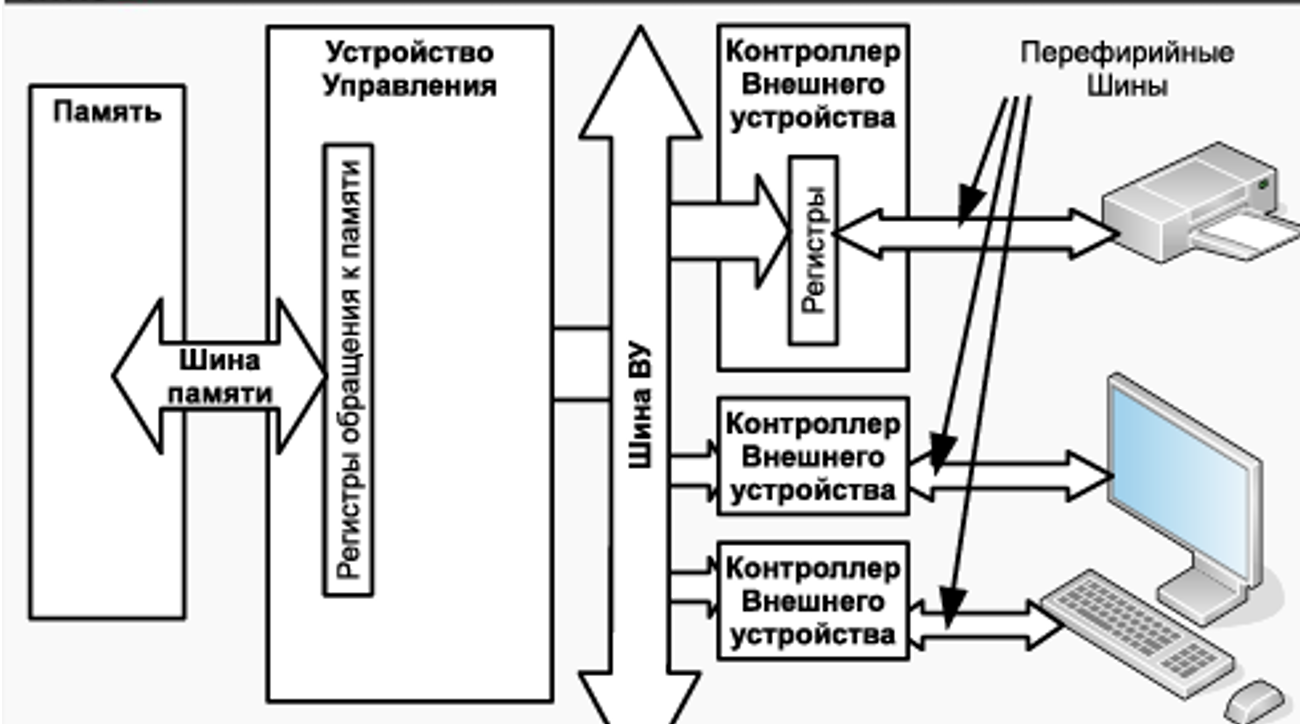 Память
Устройство
Управления
Регистры обращения к памяти
Шина
памяти
Шина ВУ
Контроллер
Внешнего
устройства
Регистры
Контроллер
Внешнего
устройства
Контроллер
Внешнего
устройства
Перефирийные
Шины